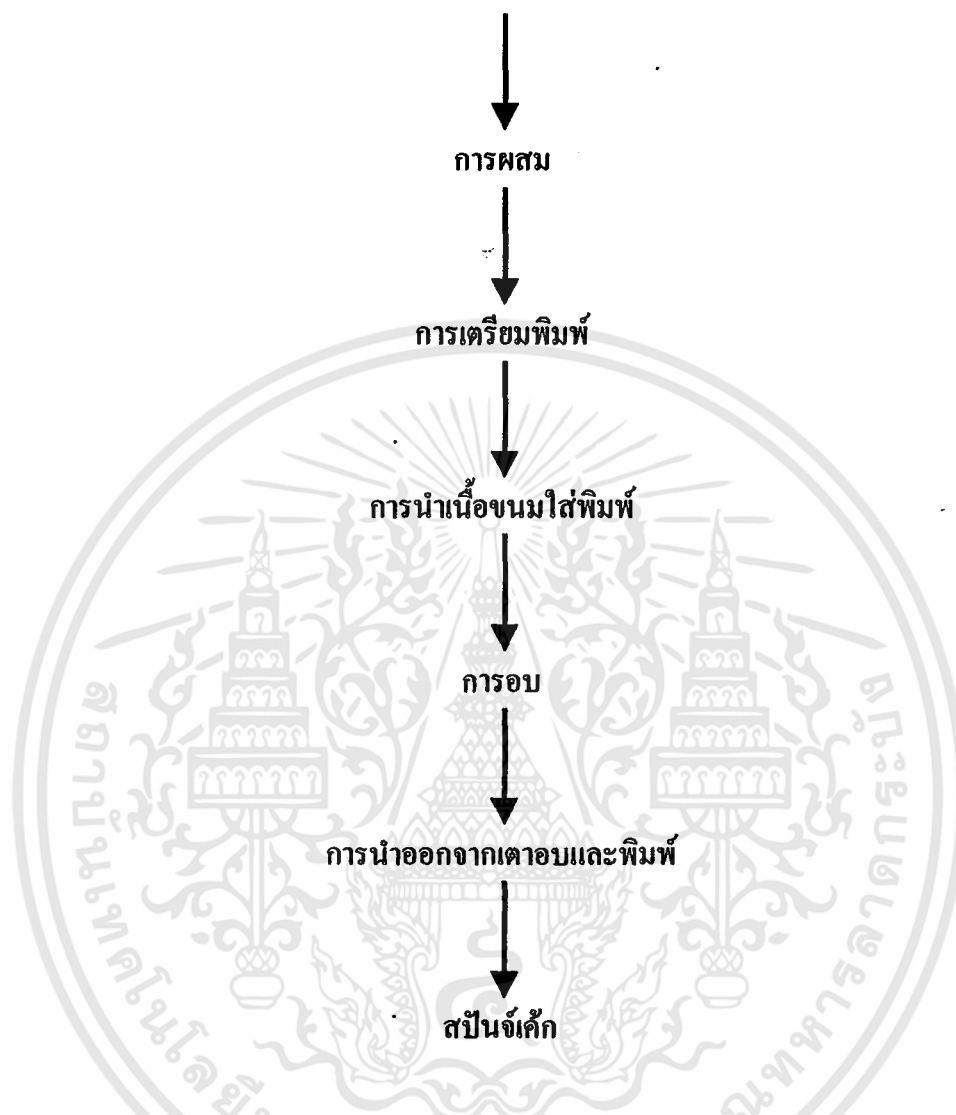 การผสม
การเตรียมพิมพ์
การนำเนื้อขนมใส่พิมพ์
การอบ
การนำออกจากเตาอบและพิมพ์
สปันจ์เค้ก